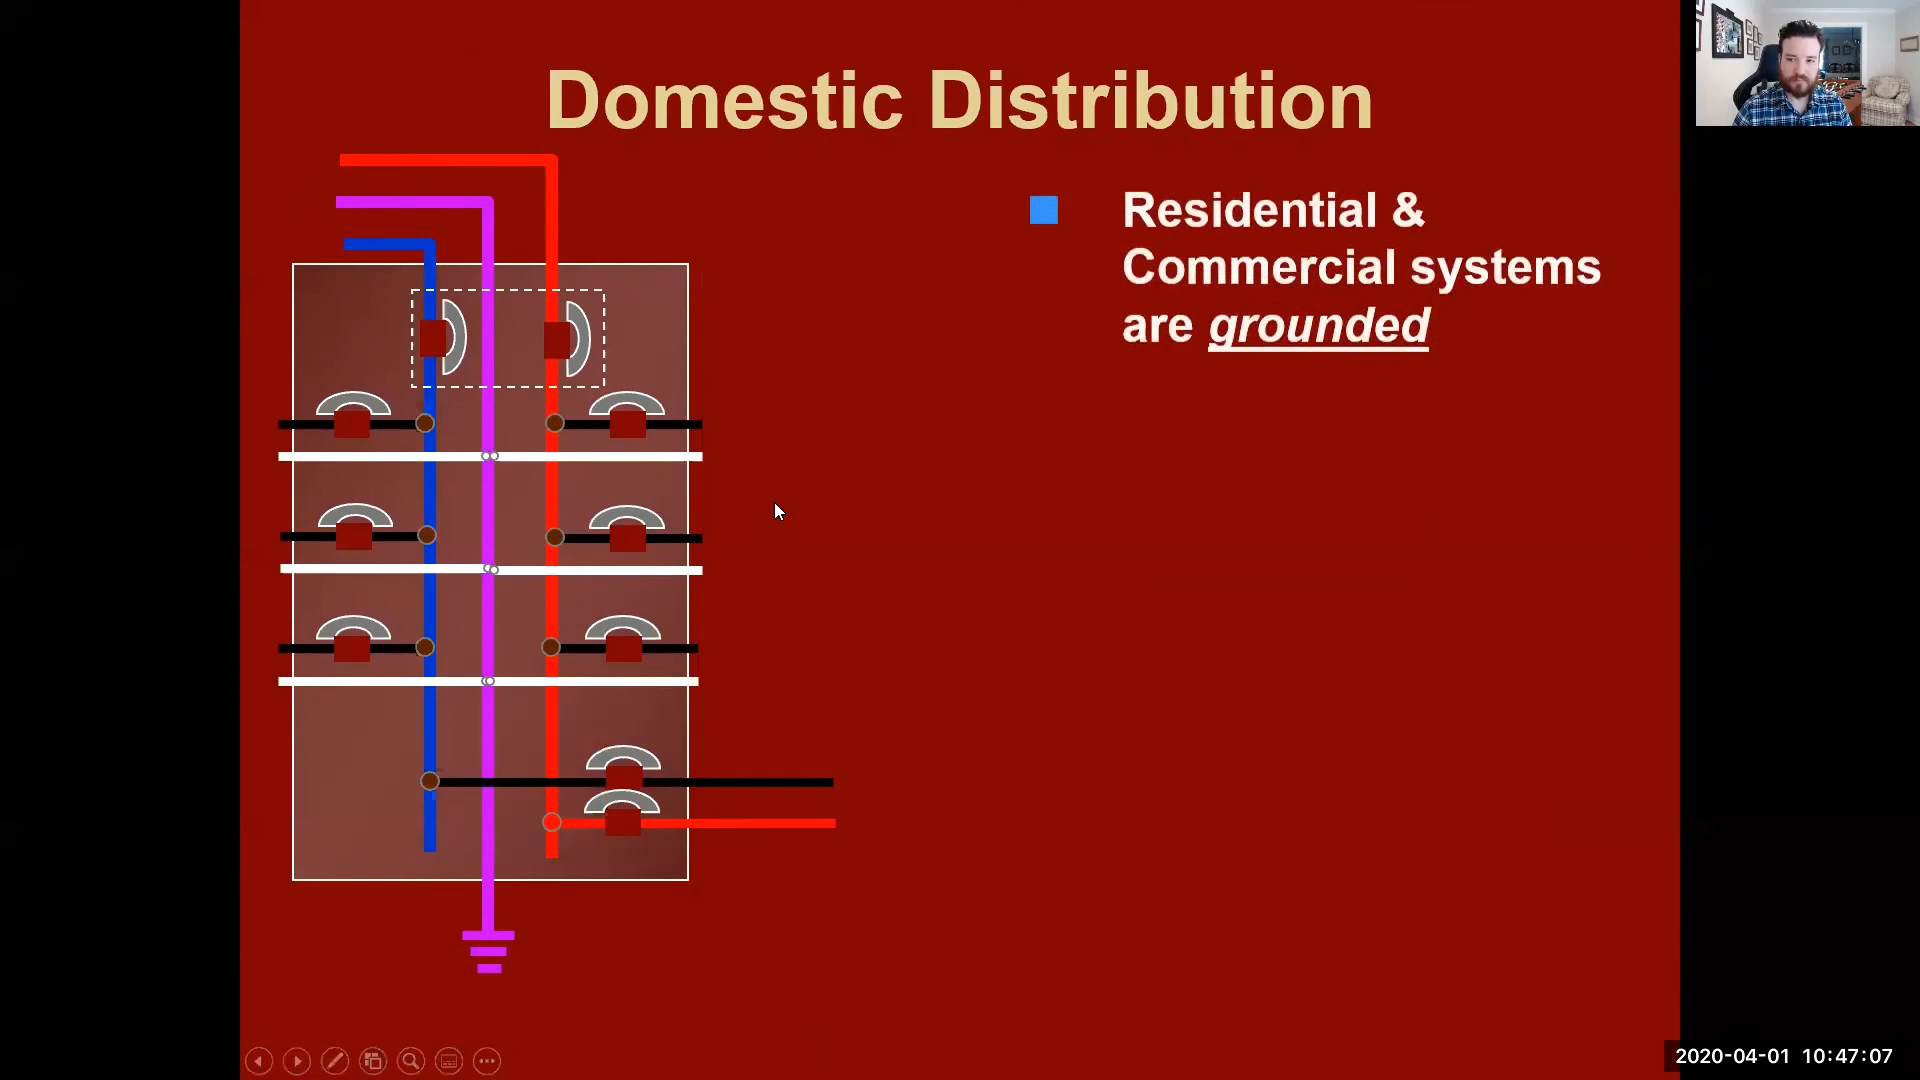 Domestic Distribution
Residential &
Commercial systems
are grounded
2020-04-01 10:47:07